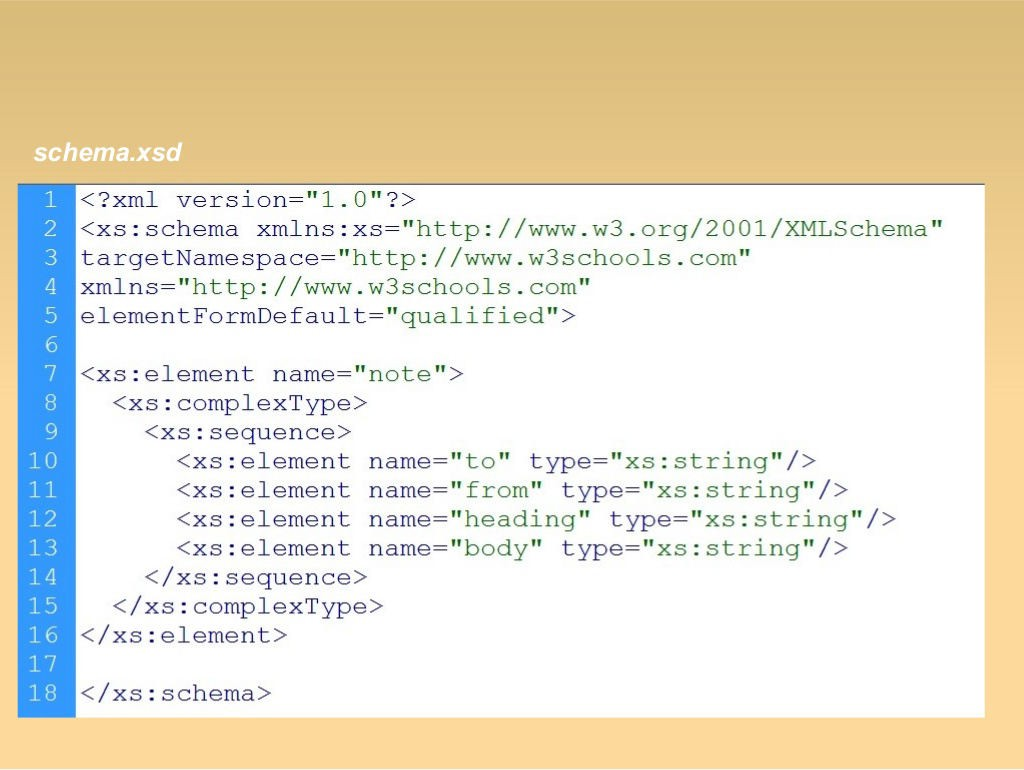 schema.xsd
1 <?xml version="1.0"?>
2 <xs:schema xmlns:xs="http://www.w3.org/2001/XMLSchema"
3 targetNamespace="http://www.w3schools.com"
4 xmlns="http://www.w3schools.com"
5 elementFormDefault="qualified">
6
7 <xs:element name="note">
8   <xs:complexType>
9     <xs:sequence>
10       <xs:element name="to" type="xs:string"/>
11       <xs:element name="from" type="xs:string"/>
12       <xs:element name="heading" type="xs:string"/>
13       <xs:element name="body" type="xs:string"/>
14     </xs:sequence>
15   </xs:complexType>
16 </xs:element>
17
18 </xs:schema>